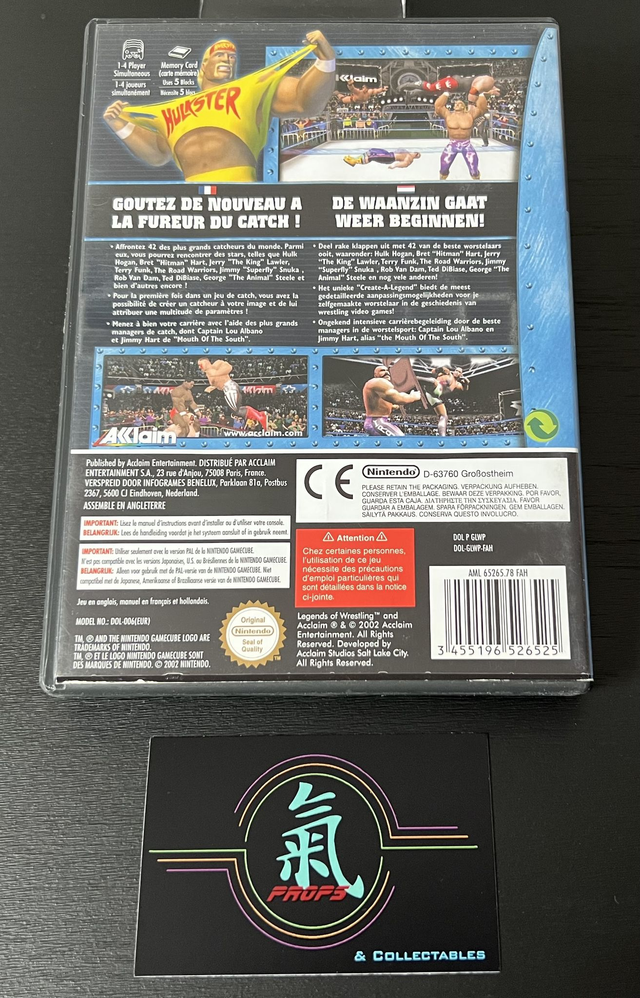 1-4 Player
Simultaneous
1-4 joueurs
simultanément
Memory Card
(carte mémoire)
Uses 5 Blocks
Nécessite 5 blocs
HULKSTER
AKklaim
GOUTEZ DE NOUVEAU A
LA FUREUR DU CATCH !
• Affrontez 42 des plus grands catcheurs du monde. Parmi
eux, vous pourrez rencontrer des stars, telles que Hulk
Hogan, Bret "Hitman" Hart, Jerry "The King" Lawler,
Terry Funk, The Road Warriors, Jimmy "Superfly" Snuka ,
Rob Van Dam, Ted DiBiase, George "The Animal" Steele et
bien d'autres encore !
• Pour la première fois dans un jeu de catch, vous avez la
possibilité de créer un catcheur à votre image et de lui
attribuer une multitude de paramètres !
• Menez à bien votre carrière avec l'aide des plus grands
managers de catch, dont Captain Lou Albano
et Jimmy Hart de "Mouth Of The South".
DE WAANZIN GAAT
WEER BEGINNEN!
• Deel rake klappen uit met 42 van de beste worstelaars
ooit, waaronder: Hulk Hogan, Bret "Hitman" Hart, Jerry
"The King" Lawler, Terry Funk, The Road Warriors, Jimmy
"Superfly" Snuka , Rob Van Dam, Ted DiBiase, George "The
Animal" Steele en nog vele anderen!
• Het unieke "Create-A-Legend" biedt de meest
gedetailleerde aanpassingsmogelijkheden voor je
zelfgemaakte worstelaar in de geschiedenis van
wrestling video games!
• Ongekend intensieve carrièrebegeleiding door de beste
managers in de worstelsport: Captain Lou Albano en
Jimmy Hart, alias "the Mouth Of The South".
AKklaim
www.acclaim.com
Published by Acclaim Entertainment. DISTRIBUÉ PAR ACCLAIM
ENTERTAINMENT S.A., 23 rue d'Anjou, 75008 Paris, France.
VERSPREID DOOR INFOGRAMES BENELUX, Parklaan 81a, Postbus
2367, 5600 CJ Eindhoven, Nederland.
ASSEMBLE EN ANGLETERRE
IMPORTANT: Lisez le manuel d'instructions avant d'installer ou d'utiliser votre console.
BELANGRIJK: Lees de handleiding voordat je het systeem aansluit of in gebruik neemt.
IMPORTANT: Utiliser seulement avec la version PAL de la NINTENDO GAMECUBE.
N'est pas compatible avec les versions Japonaises, U.S. ou Brésiliennes de la NINTENDO GAMECUBE.
BELANGRIJK: Alleen voor gebruik met de PAL-versie van de NINTENDO GAMECUBE. Niet
compatibel met de Japanese, Amerikaanse of Braziliaanse versie van de NINTENDO GAMECUBE.
Jeu en anglais, manuel en français et hollandais.
MODEL NO.: DOL-006(EUR)
TM, ® AND THE NINTENDO GAMECUBE LOGO ARE
TRADEMARKS OF NINTENDO.
TM, ® ET LE LOGO NINTENDO GAMECUBE SONT
DES MARQUES DE NINTENDO. © 2002 NINTENDO.
Original
Nintendo
Seal of
Quality
TM
CE
Nintendo D-63760 Großostheim
PLEASE RETAIN THE PACKAGING. VERPACKUNG AUFHEBEN.
CONSERVER L'EMBALLAGE. BEWAAR DEZE VERPAKKING. POR FAVOR,
GUARDA ESTA CAJA. ΔΙΑΤΗΡΗΣΤΕ ΤΗΝ ΣΥΣΚΕΥΑΣΙΑ. FAVOR
GUARDAR A EMBALAGEM. SPARA FÖRPACKNINGEN. GEM EMBALLAGEN.
SÄILYTÄ PAKKAUS. CONSERVA QUESTO INVOLUCRO.
⚠ Attention ⚠
Chez certaines personnes,
l'utilisation de ce jeu
nécessite des précautions
d'emploi particulières qui
sont détaillées dans la notice
ci-jointe.
Legends of Wrestling™ and
Acclaim ® & © 2002 Acclaim
Entertainment. All Rights
Reserved. Developed by
Acclaim Studios Salt Lake City.
All Rights Reserved.
DOL P GLWP
DOL-GLWP-FAH
AML 65265.78 FAH
3 455196 526525
氣
PROPS
& COLLECTABLES